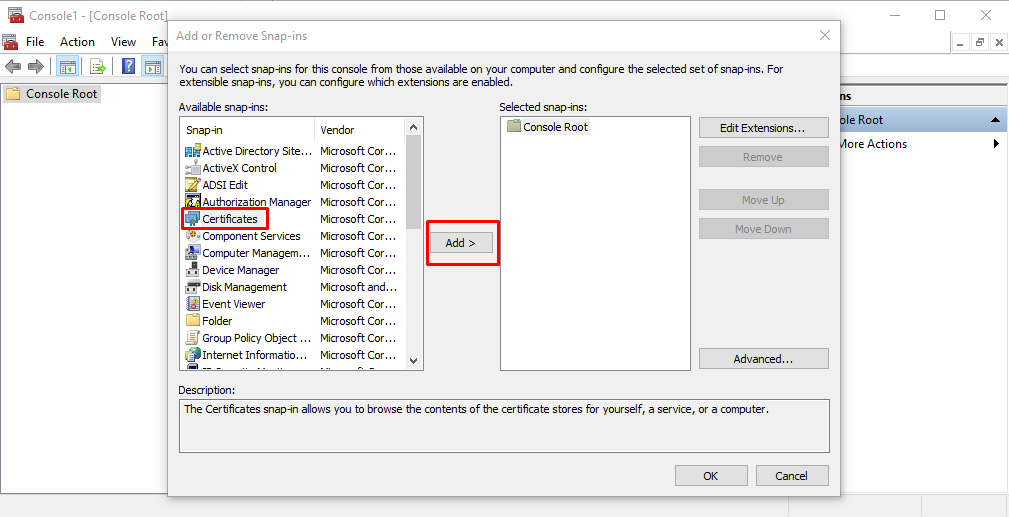 Console1 - [Console Root]
File Action View Fav
Console Root
Add or Remove Snap-ins
You can select snap-ins for this console from those available on your computer and configure the selected set of snap-ins. For
extensible snap-ins, you can configure which extensions are enabled.
Available snap-ins:
Snap-in Vendor
Active Directory Site... Microsoft Cor...
ActiveX Control Microsoft Cor...
ADSI Edit Microsoft Cor...
Authorization Manager Microsoft Cor...
Certificates Microsoft Cor...
Component Services Microsoft Cor...
Computer Managem... Microsoft Cor...
Device Manager Microsoft Cor...
Disk Management Microsoft and...
Event Viewer Microsoft Cor...
Folder Microsoft Cor...
Group Policy Object ... Microsoft Cor...
Internet Informatio... Microsoft Cor...
Add >
Selected snap-ins:
Console Root
Edit Extensions...
Remove
Move Up
Move Down
Advanced...
Description:
The Certificates snap-in allows you to browse the contents of the certificate stores for yourself, a service, or a computer.
OK Cancel
ns
ole Root
More Actions